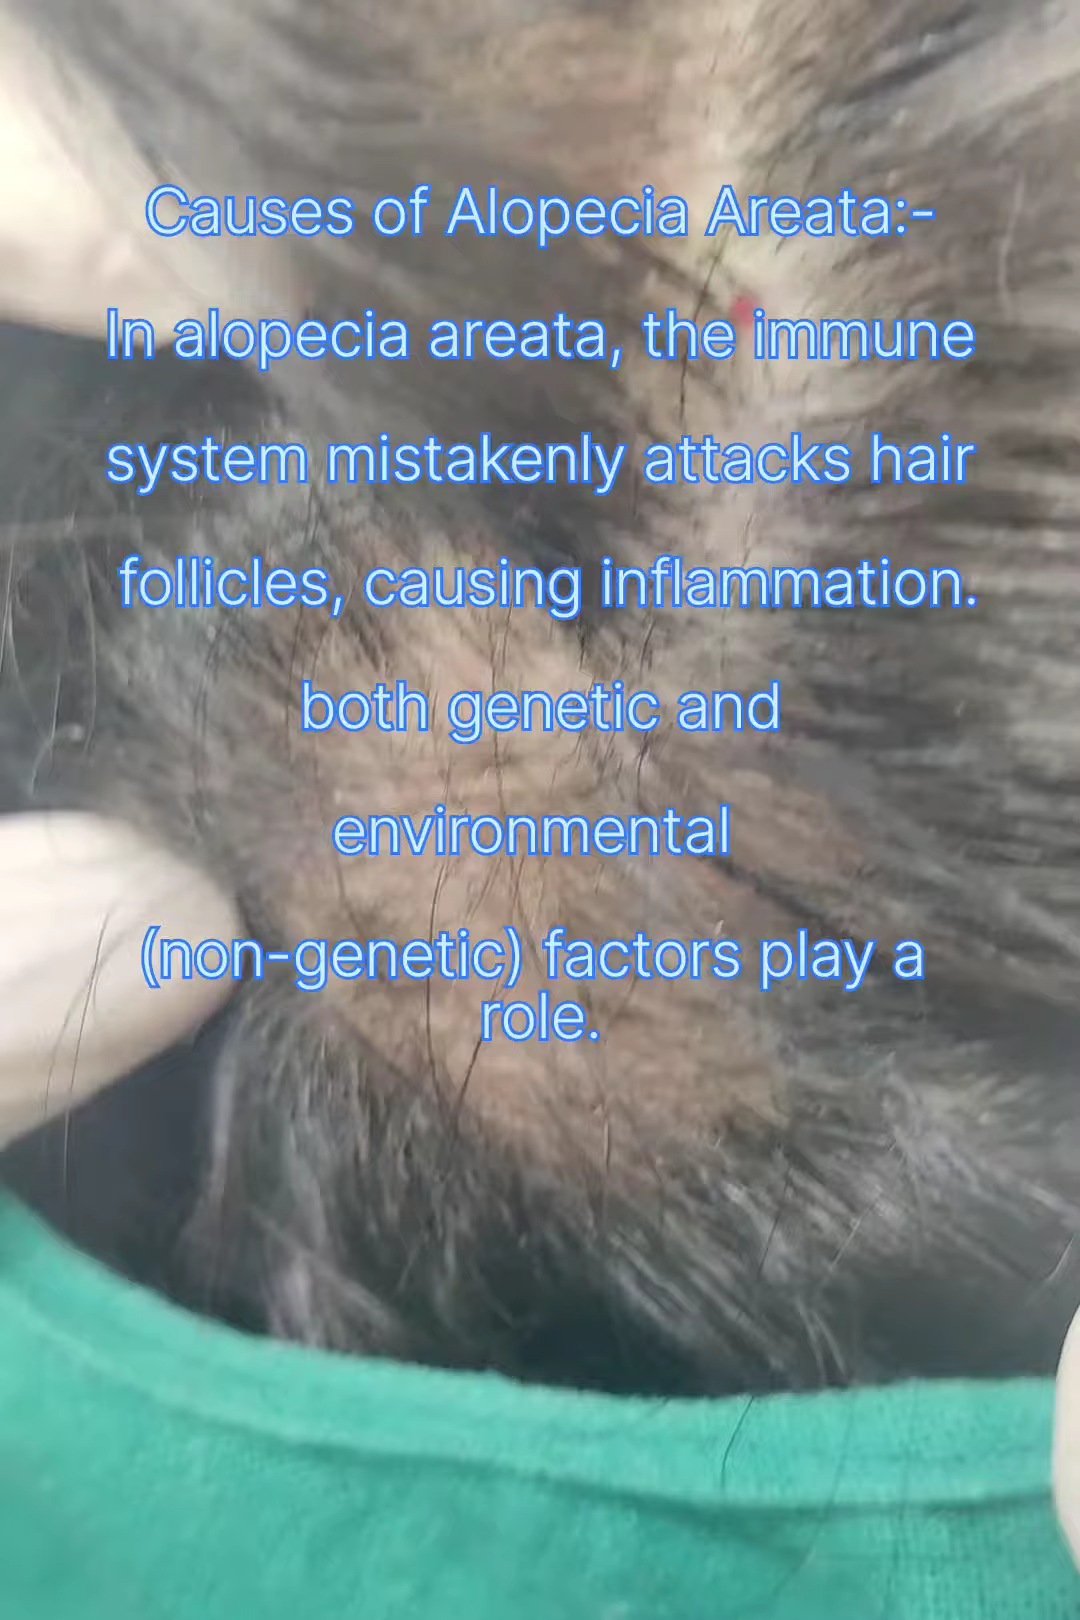 Causes of Alopecia Areata:-
In alopecia areata, the immune
system mistakenly attacks hair
follicles, causing inflammation.
both genetic and
environmental
(non-genetic) factors play a
role.